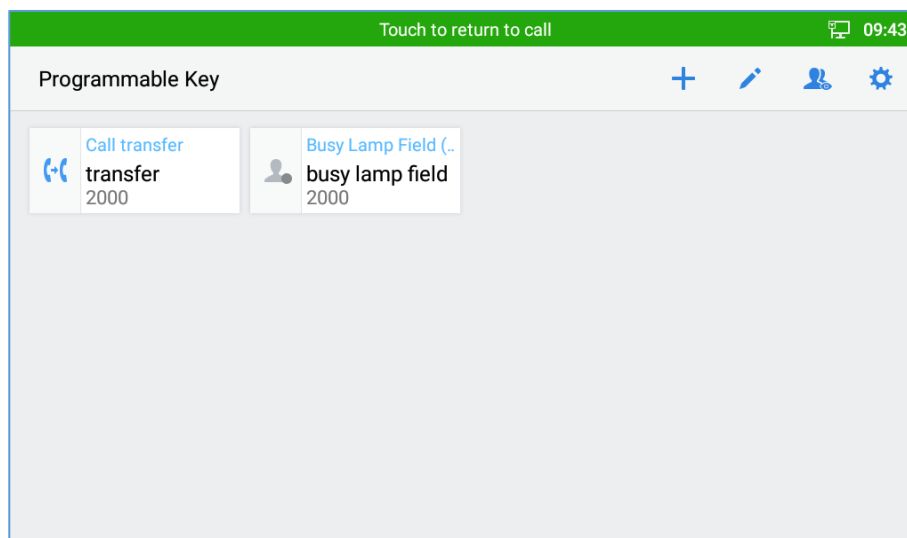 Touch to return to call
09:43
Programmable Key
Call transfer
transfer
2000
Busy Lamp Field (..
busy lamp field
2000